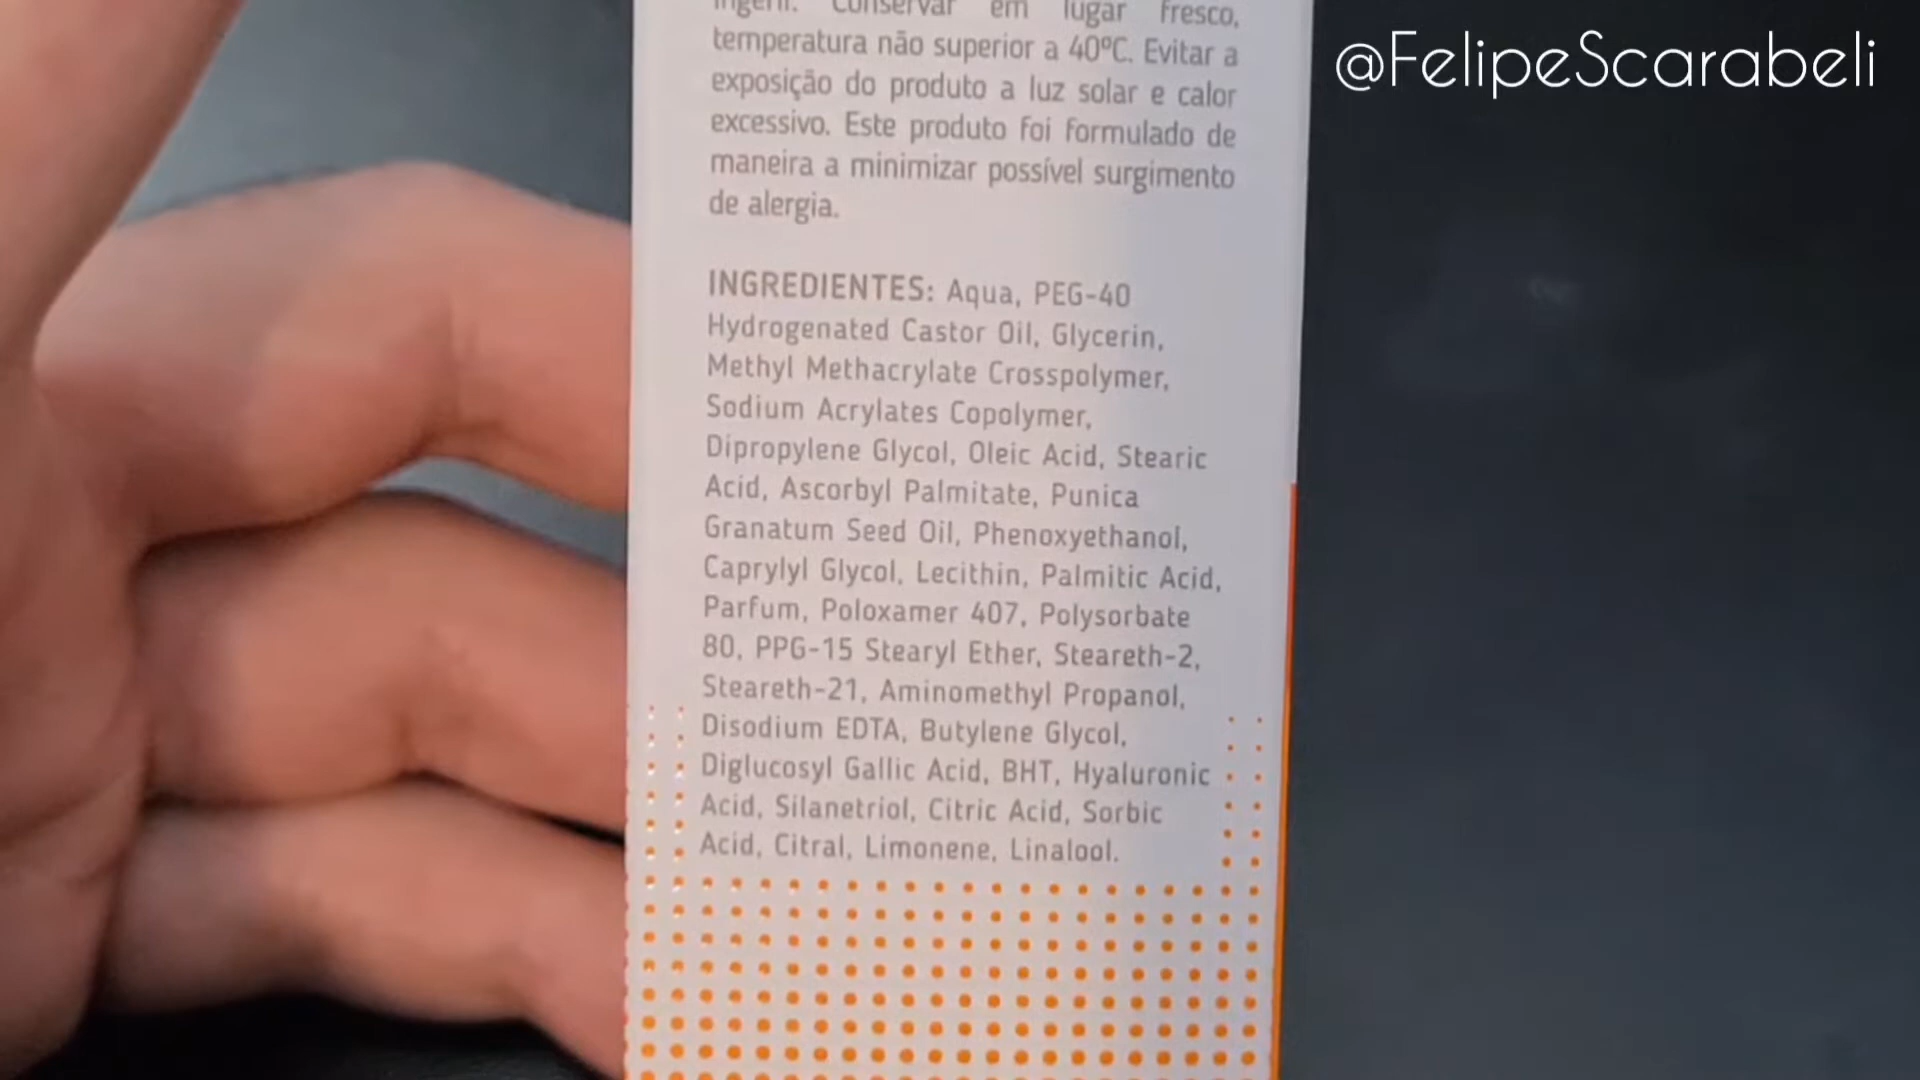 ingerir. Conservar em lugar fresco,
temperatura não superior a 40ºC. Evitar a
exposição do produto a luz solar e calor
excessivo. Este produto foi formulado de
maneira a minimizar possível surgimento
de alergia.
INGREDIENTES: Aqua, PEG-40
Hydrogenated Castor Oil, Glycerin,
Methyl Methacrylate Crosspolymer,
Sodium Acrylates Copolymer,
Dipropylene Glycol, Oleic Acid, Stearic
Acid, Ascorbyl Palmitate, Punica
Granatum Seed Oil, Phenoxyethanol,
Caprylyl Glycol, Lecithin, Palmitic Acid,
Parfum, Poloxamer 407, Polysorbate
80, PPG-15 Stearyl Ether, Steareth-2,
Steareth-21, Aminomethyl Propanol,
Disodium EDTA, Butylene Glycol,
Diglucosyl Gallic Acid, BHT, Hyaluronic
Acid, Silanetriol, Citric Acid, Sorbic
Acid, Citral, Limonene, Linalool.
@FelipeScarabeli